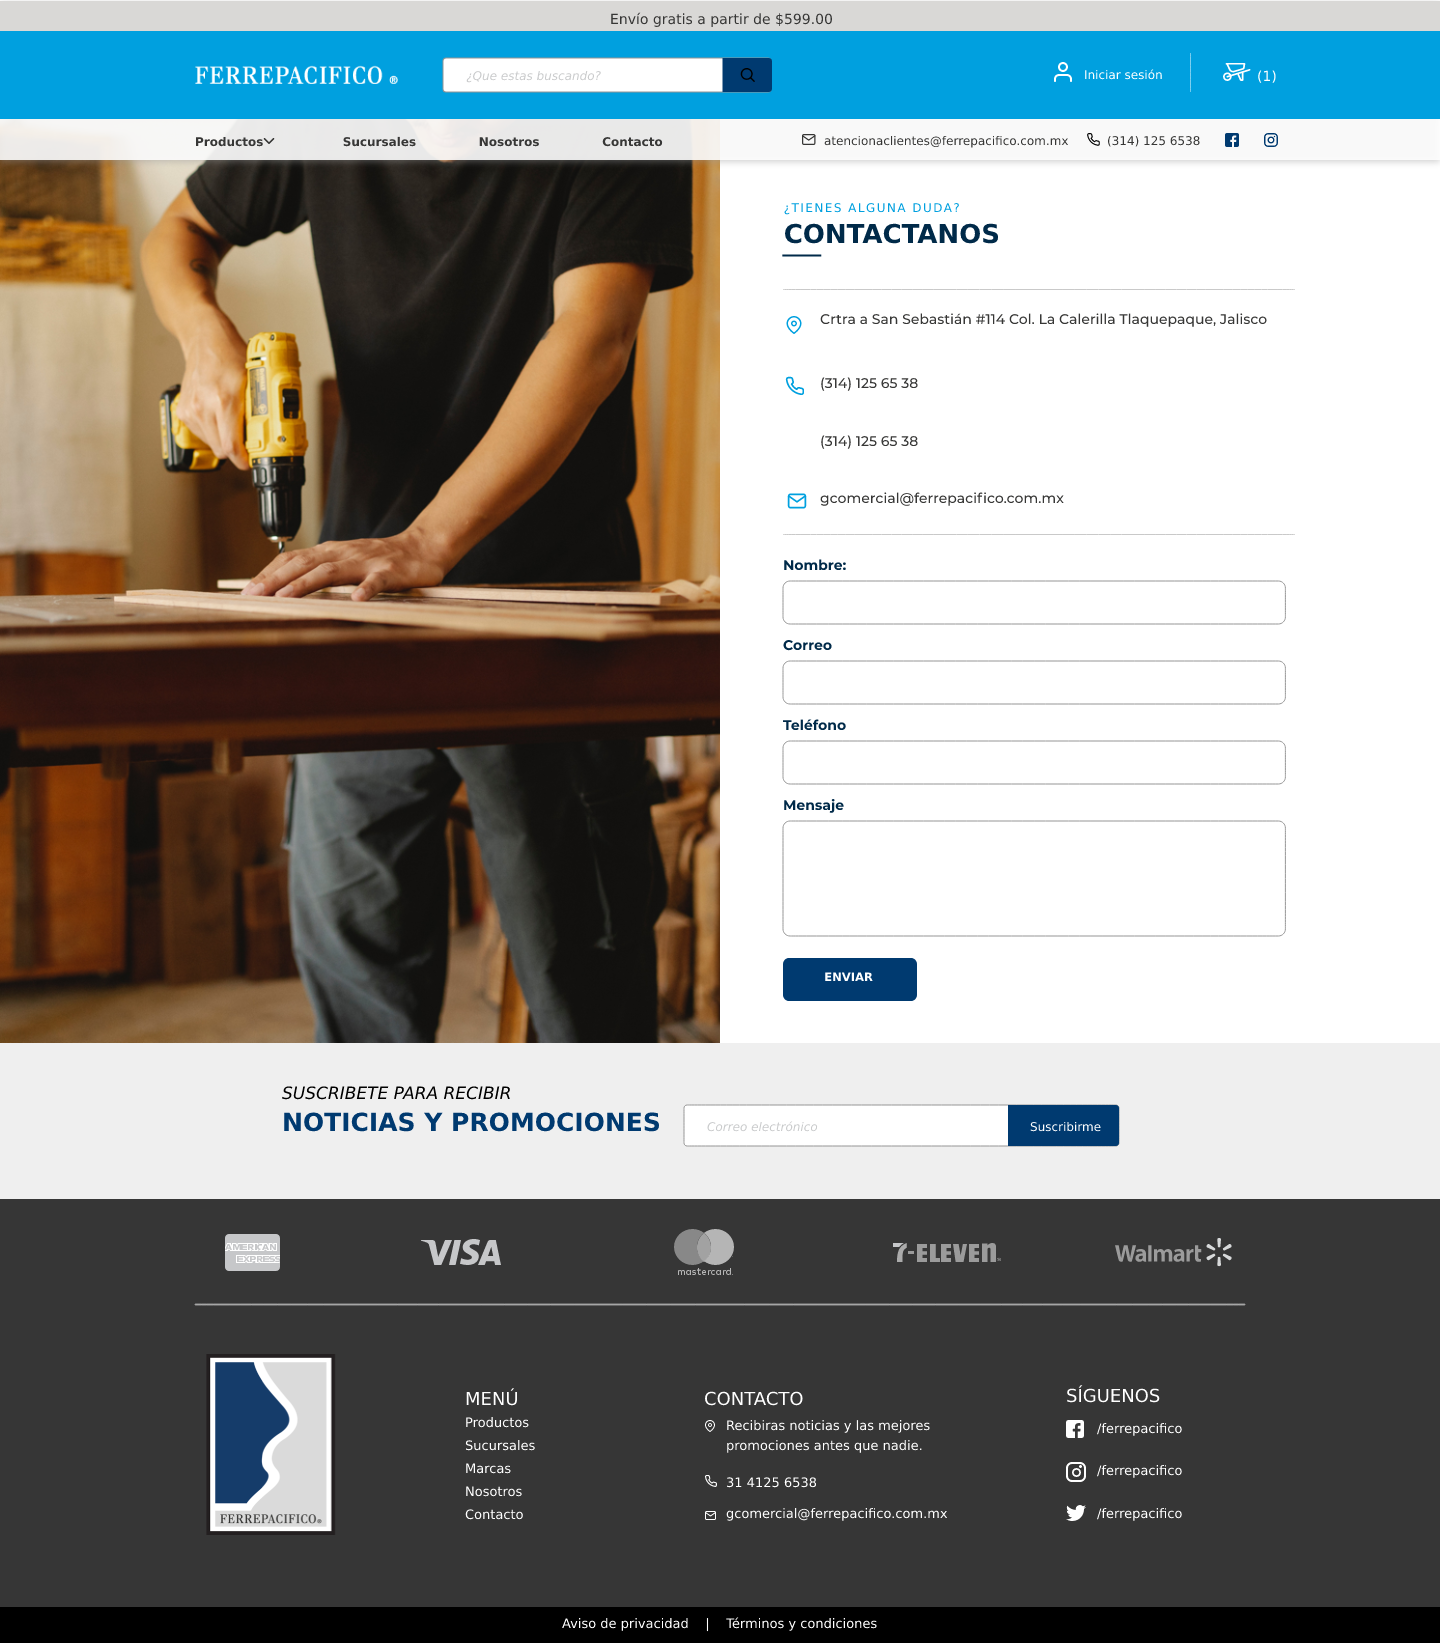 Envío gratis a partir de $599.00
FERREPACIFICO ®
¿Que estas buscando?
Iniciar sesión
(1)
Productos
Sucursales
Nosotros
Contacto
atencionaclientes@ferrepacifico.com.mx
(314) 125 6538
¿TIENES ALGUNA DUDA?
CONTACTANOS
Crtra a San Sebastián #114 Col. La Calerilla Tlaquepaque, Jalisco
(314) 125 65 38
(314) 125 65 38
gcomercial@ferrepacifico.com.mx
Nombre:
Correo
Teléfono
Mensaje
ENVIAR
SUSCRIBETE PARA RECIBIR
NOTICIAS Y PROMOCIONES
Correo electrónico
Suscribirme
AMERICAN
EXPRESS
VISA
mastercard.
7-ELEVEN
Walmart
FERREPACIFICO®
MENÚ
Productos
Sucursales
Marcas
Nosotros
Contacto
CONTACTO
Recibiras noticias y las mejores
promociones antes que nadie.
31 4125 6538
gcomercial@ferrepacifico.com.mx
SÍGUENOS
/ferrepacifico
/ferrepacifico
/ferrepacifico
Aviso de privacidad | Términos y condiciones